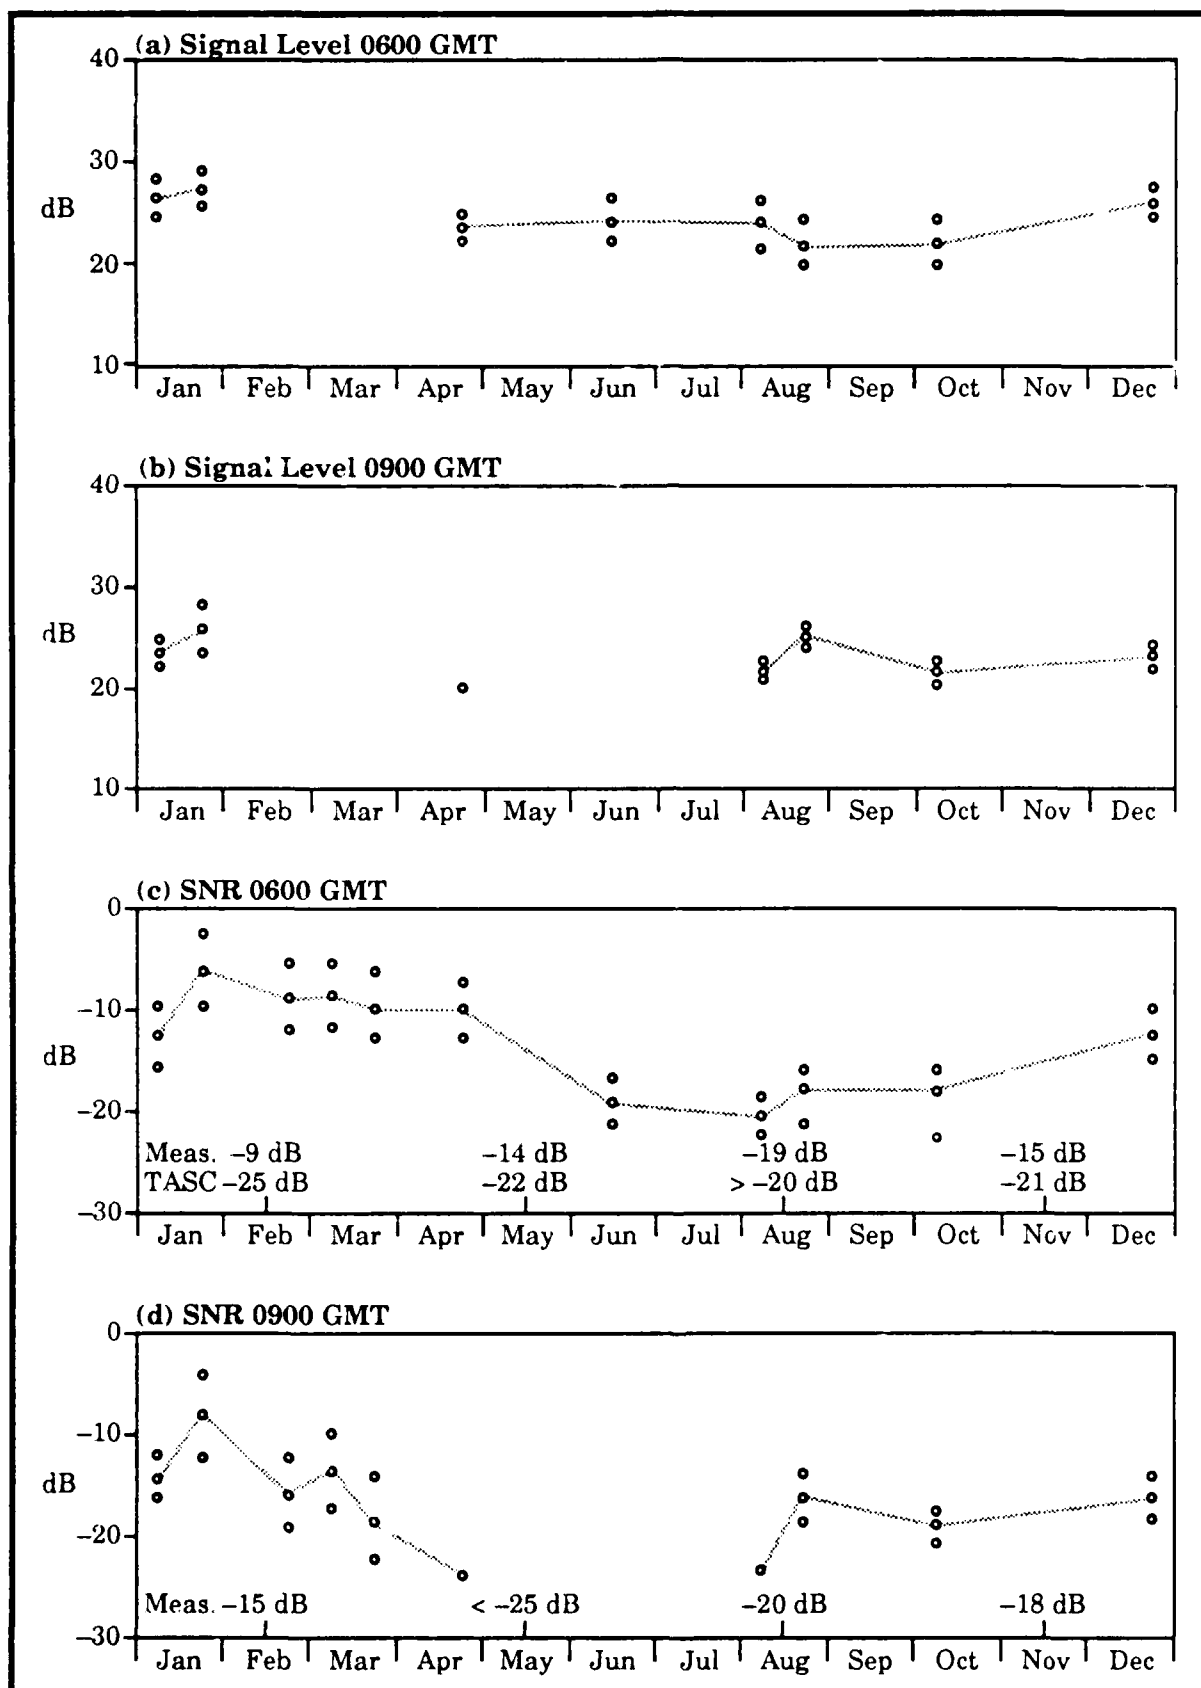 (a) Signal Level 0600 GMT
40
30
dB
20
10
Jan Feb Mar Apr May Jun Jul Aug Sep Oct Nov Dec
(b) Signal Level 0900 GMT
40
30
dB
20
10
Jan Feb Mar Apr May Jun Jul Aug Sep Oct Nov Dec
(c) SNR 0600 GMT
0
–10
dB
–20
Meas. –9 dB –14 dB –19 dB –15 dB
TASC –25 dB –22 dB > –20 dB –21 dB
–30
Jan Feb Mar Apr May Jun Jul Aug Sep Oct Nov Dec
(d) SNR 0900 GMT
0
–10
dB
–20
Meas. –15 dB < –25 dB –20 dB –18 dB
–30
Jan Feb Mar Apr May Jun Jul Aug Sep Oct Nov Dec